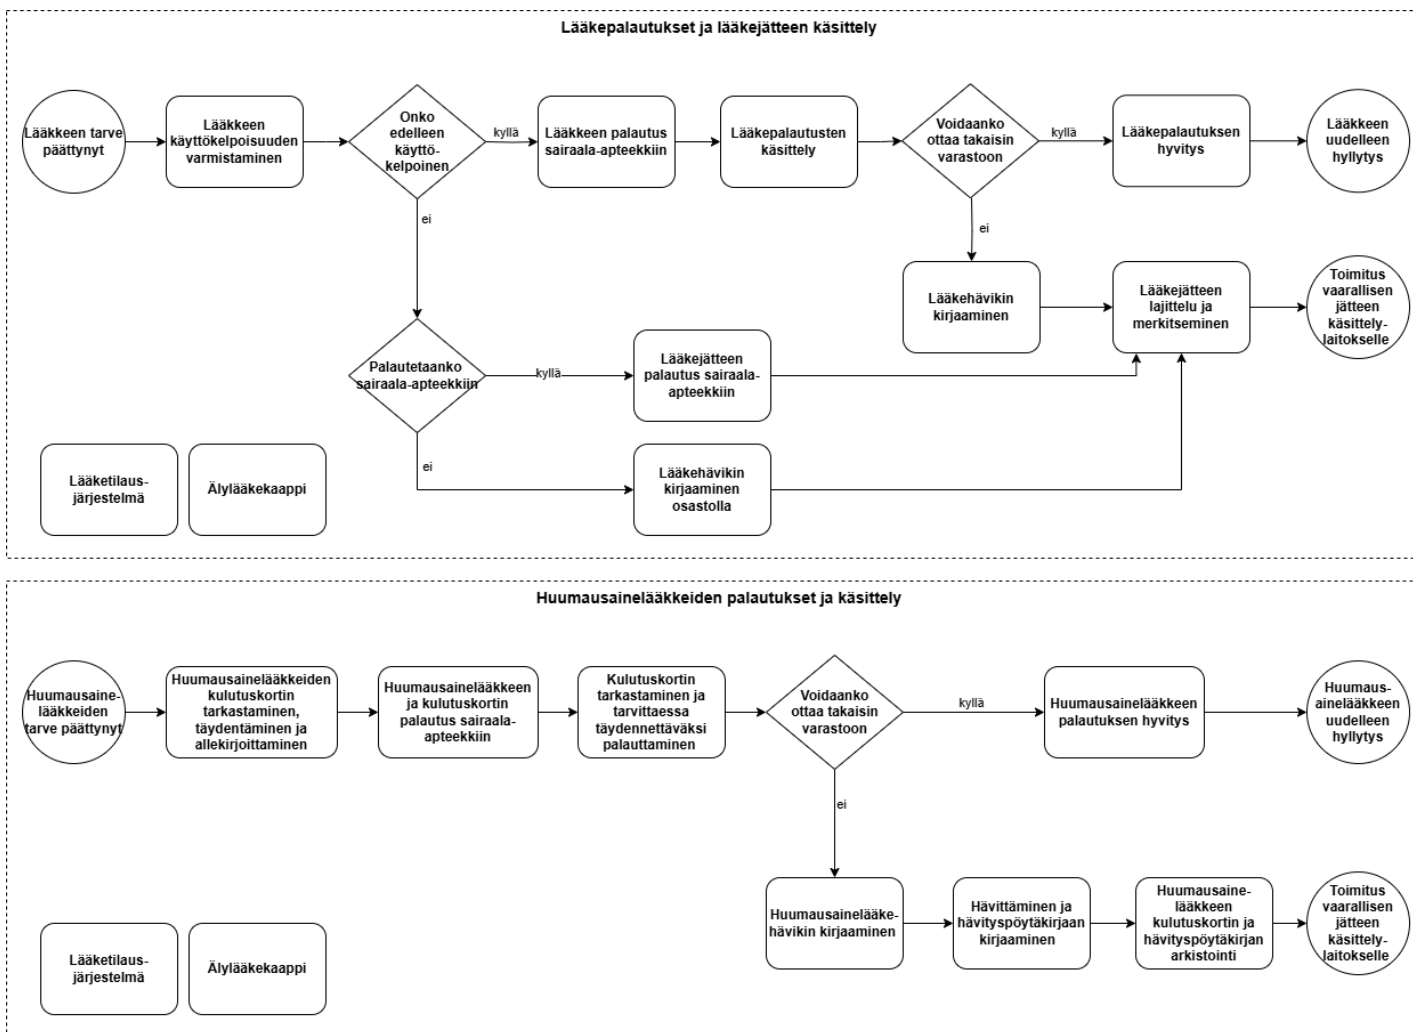 Lääkepalautukset ja lääkejätteen käsittely
Lääkkeen tarve
päättynyt
Lääkkeen
käyttökelpoisuuden
varmistaminen
Onko
edelleen
käyttö-
kelpoinen
kyllä
Lääkkeen palautus
sairaala-apteekkiin
Lääkepalautusten
käsittely
Voidaanko
ottaa takaisin
varastoon
kyllä
Lääkepalautuksen
hyvitys
Lääkkeen
uudelleen
hyllytys
ei
ei
Lääkehävikin
kirjaaminen
Lääkejätteen
lajittelu ja
merkitseminen
Toimitus
vaarallisen
jätteen
käsittely-
laitokselle
Palautetaanko
sairaala-apteekkiin
kyllä
Lääkejätteen
palautus sairaala-
apteekkiin
ei
Lääkehävikin
kirjaaminen
osastolla
Lääketilaus-
järjestelmä
Älylääkekaappi
Huumausainelääkkeiden palautukset ja käsittely
Huumausaine-
lääkkeiden
tarve päättynyt
Huumausainelääkkeiden
kulutuskortin
tarkastaminen,
täydentäminen ja
allekirjoittaminen
Huumausainelääkkeen
ja kulutuskortin
palautus sairaala-
apteekkiin
Kulutuskortin
tarkastaminen ja
tarvittaessa
täydennettäväksi
palauttaminen
Voidaanko
ottaa takaisin
varastoon
kyllä
Huumausainelääkkeen
palautuksen hyvitys
Huumaus-
ainelääkkeen
uudelleen
hyllytys
ei
Huumausainelääke-
hävikin kirjaaminen
Hävittäminen ja
hävityspöytäkirjaan
kirjaaminen
Huumausaine-
lääkkeen
kulutuskortin ja
hävityspöytäkirjan
arkistointi
Toimitus
vaarallisen
jätteen
käsittely-
laitokselle
Lääketilaus-
järjestelmä
Älylääkekaappi